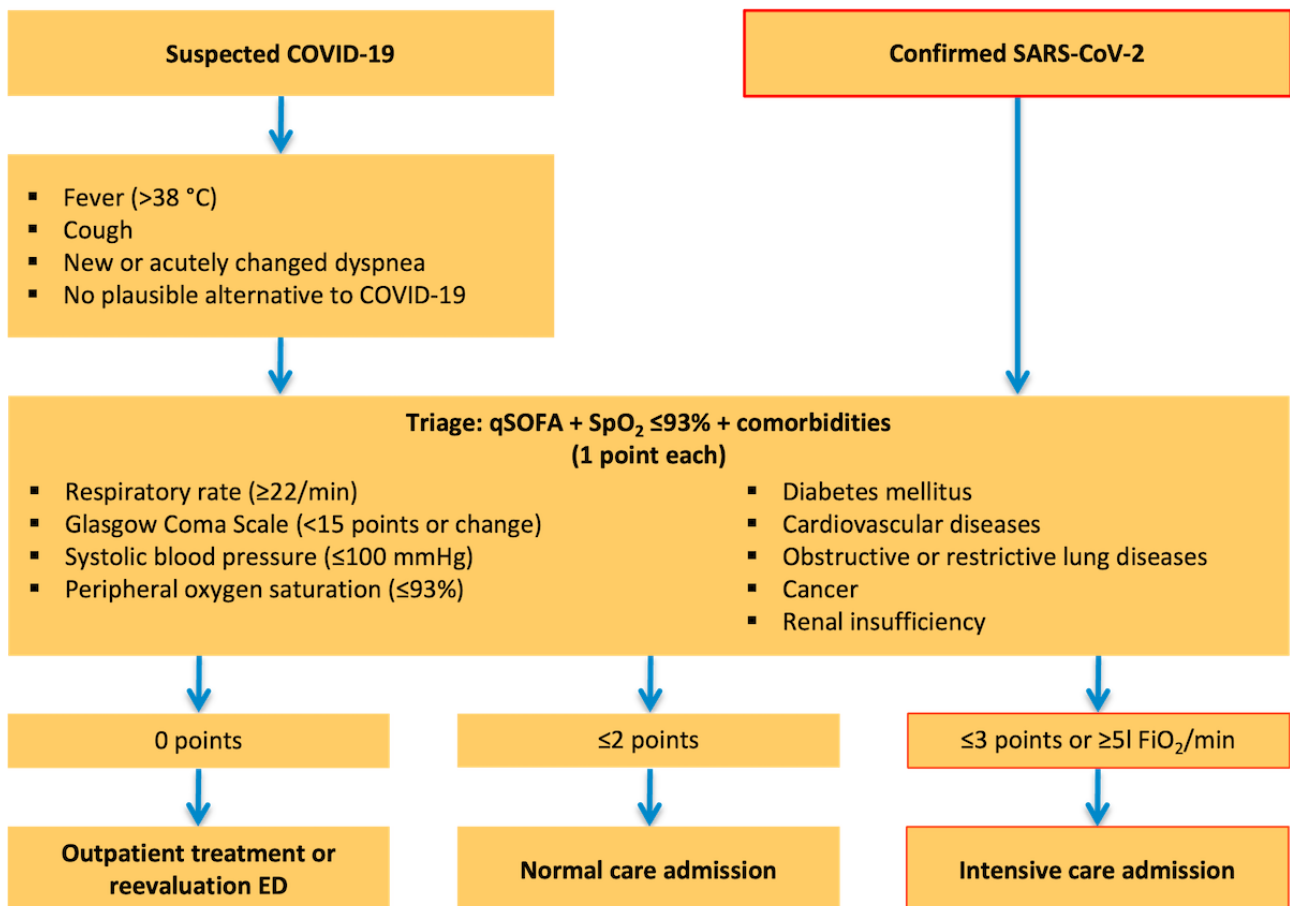 Suspected COVID-19
Confirmed SARS-CoV-2
▪ Fever (>38 °C)
▪ Cough
▪ New or acutely changed dyspnea
▪ No plausible alternative to COVID-19
Triage: qSOFA + SpO₂ ≤93% + comorbidities
(1 point each)
▪ Respiratory rate (≥22/min)
▪ Glasgow Coma Scale (<15 points or change)
▪ Systolic blood pressure (≤100 mmHg)
▪ Peripheral oxygen saturation (≤93%)
▪ Diabetes mellitus
▪ Cardiovascular diseases
▪ Obstructive or restrictive lung diseases
▪ Cancer
▪ Renal insufficiency
0 points
≤2 points
≤3 points or ≥5l FiO₂/min
Outpatient treatment or
reevaluation ED
Normal care admission
Intensive care admission